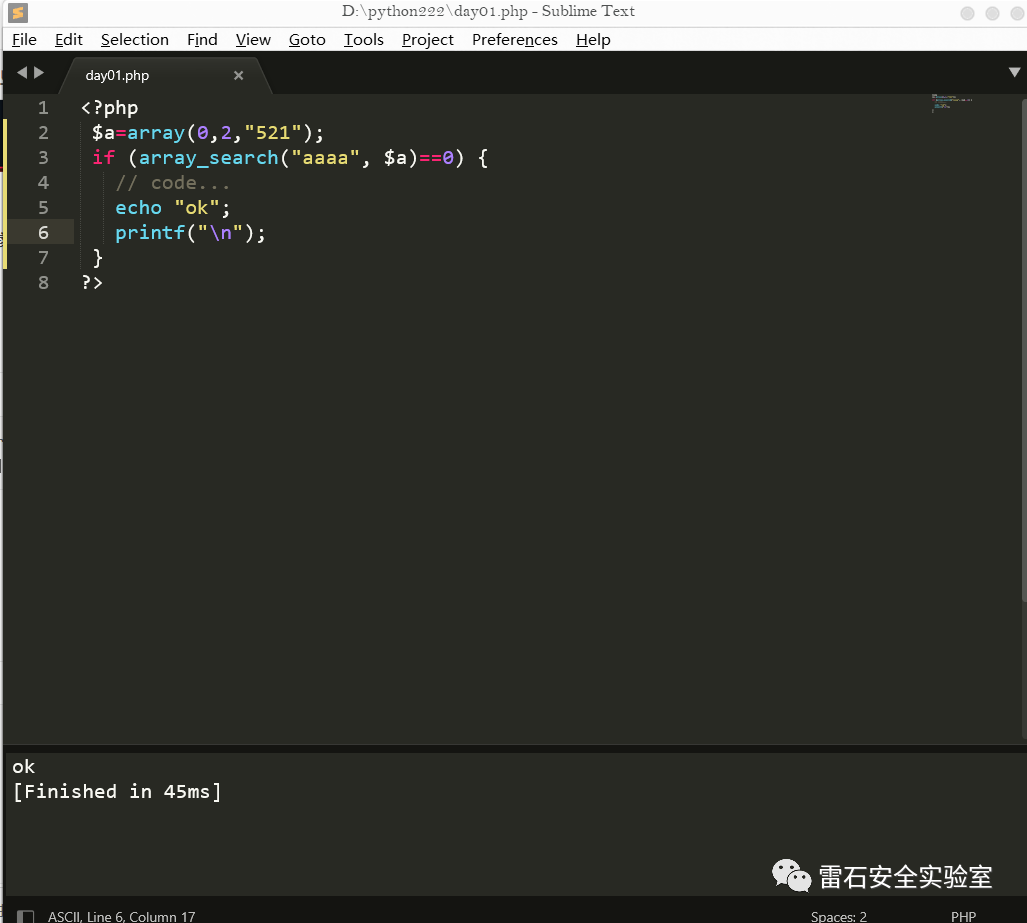 D:\python222\day01.php - Sublime Text
File Edit Selection Find View Goto Tools Project Preferences Help
day01.php
1 <?php
2 $a=array(0,2,"521");
3 if (array_search("aaaa", $a)==0) {
4 // code...
5 echo "ok";
6 printf("\n");
7 }
8 ?>
ok
[Finished in 45ms]
雷石安全实验室
ASCII, Line 6, Column 17 Spaces: 2 PHP